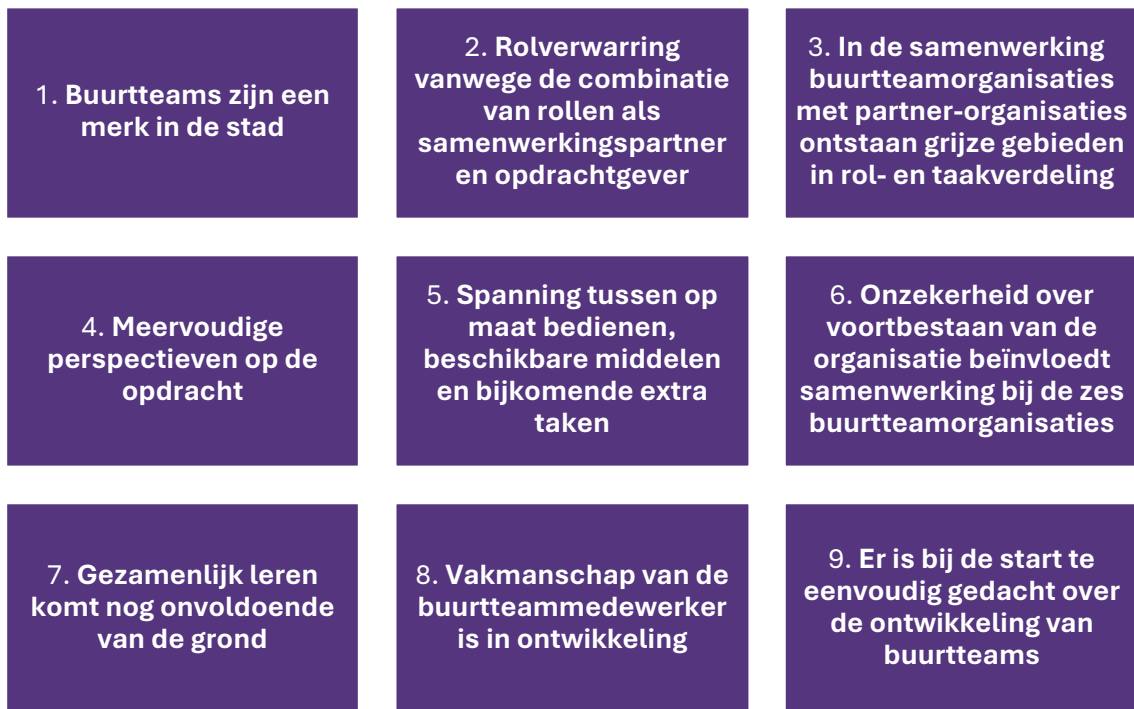 1. Buurtteams zijn een
merk in de stad
2. Rolverwarring
vanwege de combinatie
van rollen als
samenwerkingspartner
en opdrachtgever
3. In de samenwerking
buurtteamorganisaties
met partner-organisaties
ontstaan grijze gebieden
in rol- en taakverdeling
4. Meervoudige
perspectieven op de
opdracht
5. Spanning tussen op
maat bedienen,
beschikbare middelen
en bijkomende extra
taken
6. Onzekerheid over
voortbestaan van de
organisatie beïnvloedt
samenwerking bij de zes
buurtteamorganisaties
7. Gezamenlijk leren
komt nog onvoldoende
van de grond
8. Vakmanschap van de
buurtteammedewerker
is in ontwikkeling
9. Er is bij de start te
eenvoudig gedacht over
de ontwikkeling van
buurtteams